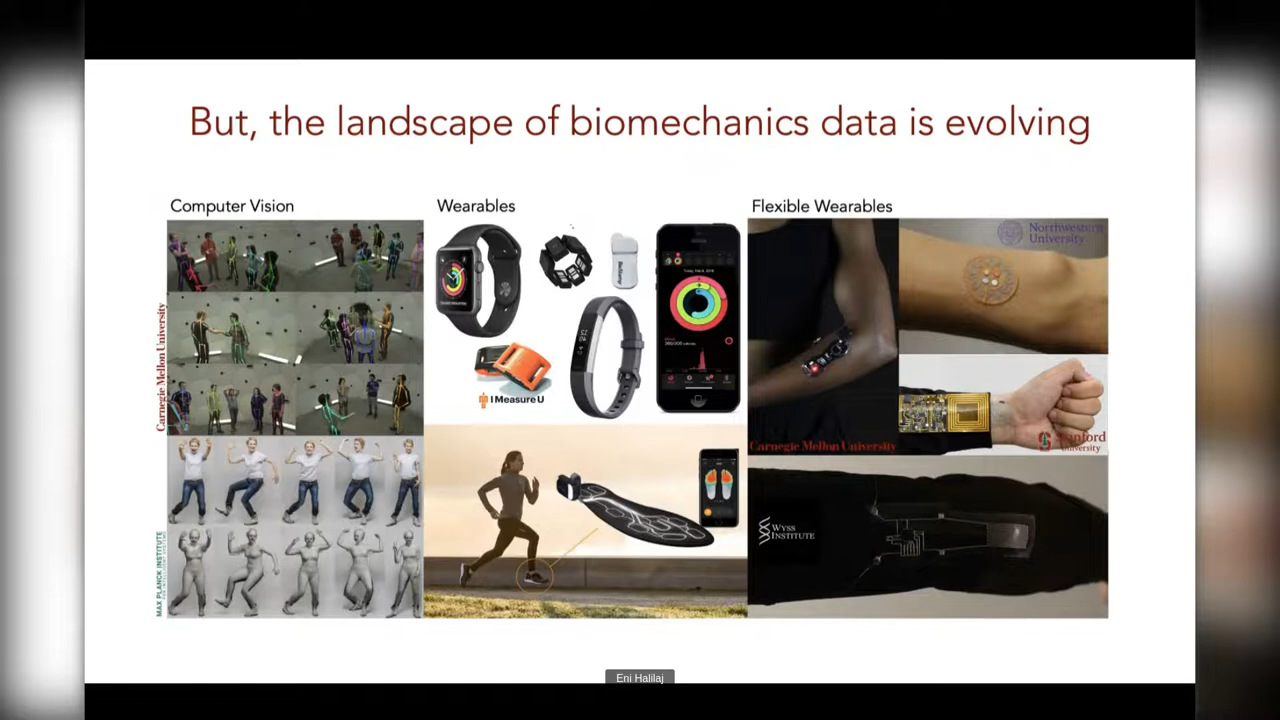 But, the landscape of biomechanics data is evolving
Computer Vision
Wearables
Flexible Wearables
Carnegie Mellon University
MAX PLANCK INSTITUTE
I Measure U
Northwestern
University
Carnegie Mellon University
Stanford
University
WYSS
INSTITUTE
Eni Halilaj